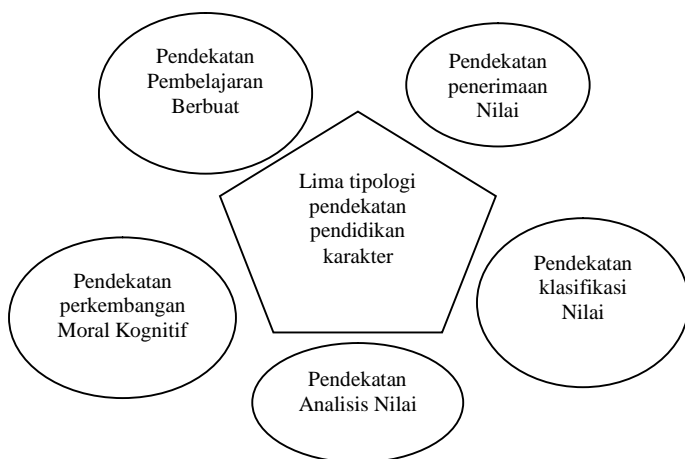 Pendekatan
Pembelajaran
Berbuat
Pendekatan
penerimaan
Nilai
Lima tipologi
pendekatan
pendidikan
karakter
Pendekatan
perkembangan
Moral Kognitif
Pendekatan
klasifikasi
Nilai
Pendekatan
Analisis Nilai